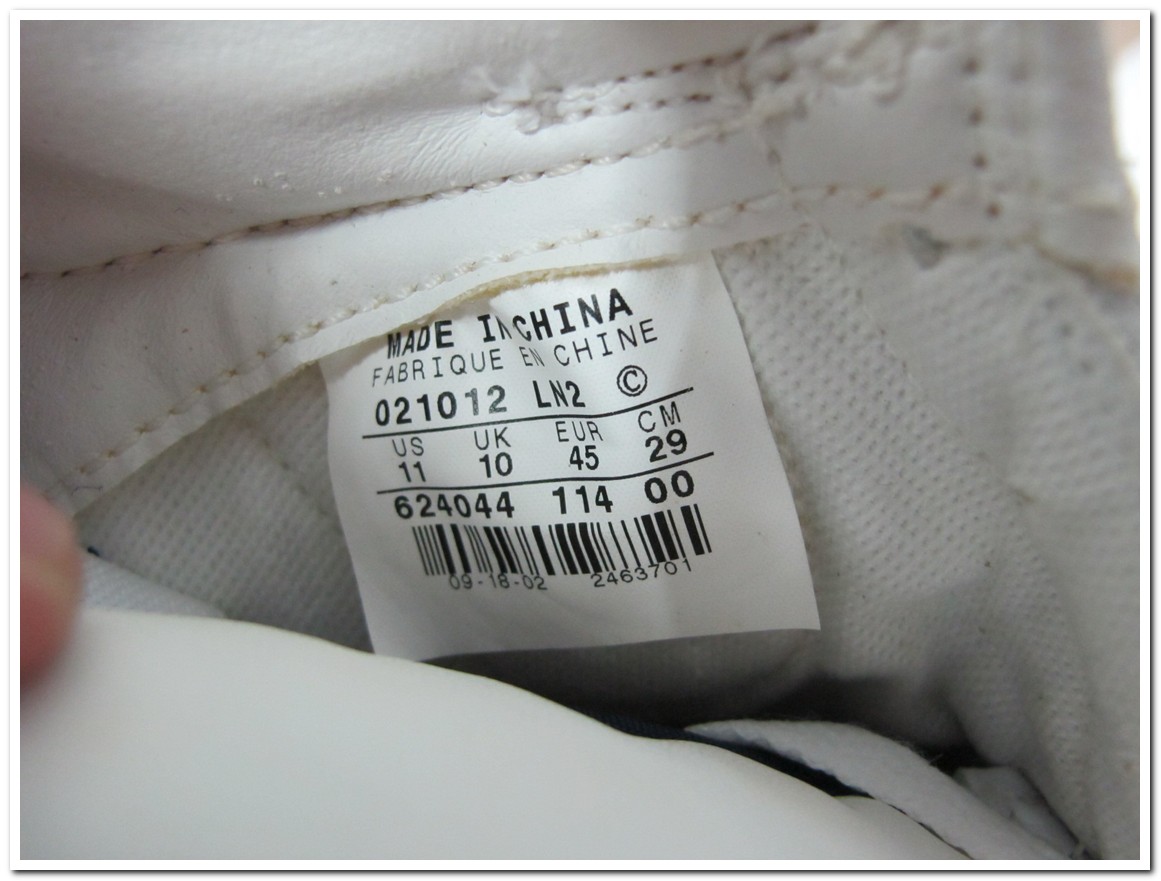 MADE IN CHINA
FABRIQUE EN CHINE
021012 LN2 ©
US UK EUR CM
11 10 45 29
624044 114 00
09-18-02 2463701